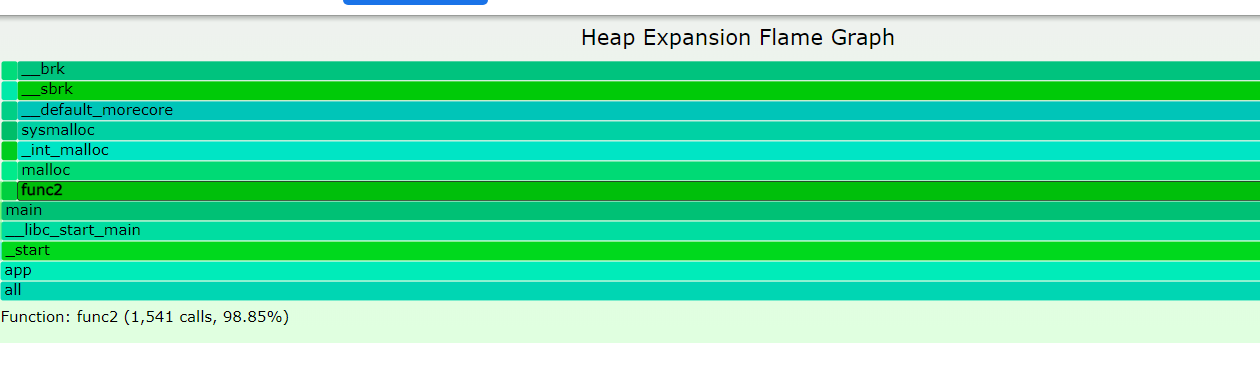 Heap Expansion Flame Graph
__brk
__sbrk
__default_morecore
sysmalloc
_int_malloc
malloc
func2
main
__libc_start_main
_start
app
all
Function: func2 (1,541 calls, 98.85%)